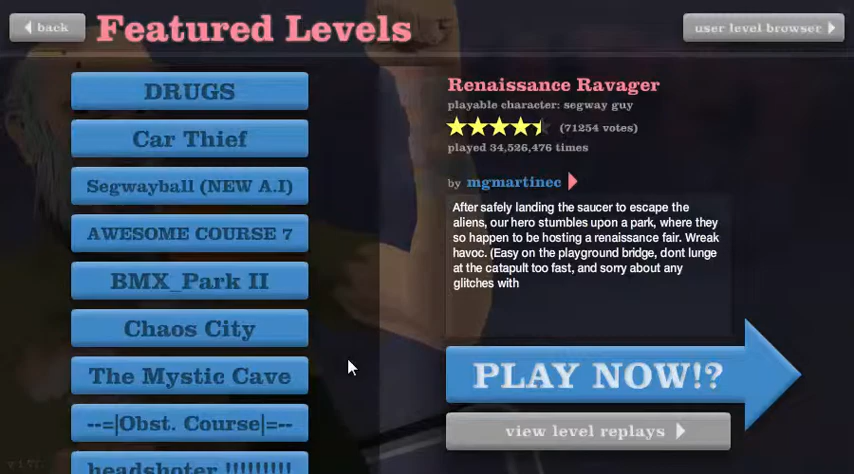 back
Featured Levels
user level browser
DRUGS
Car Thief
Segwayball (NEW A.I)
AWESOME COURSE 7
BMX_Park II
Chaos City
The Mystic Cave
--=|Obst. Course|=--
headshoter !!!!!!!!!
Renaissance Ravager
playable character: segway guy
(71254 votes)
played 34,526,476 times
by mgmartinec
After safely landing the saucer to escape the
aliens, our hero stumbles upon a park, where they
so happen to be hosting a renaissance fair. Wreak
havoc. (Easy on the playground bridge, dont lunge
at the catapult too fast, and sorry about any
glitches with
PLAY NOW!?
view level replays